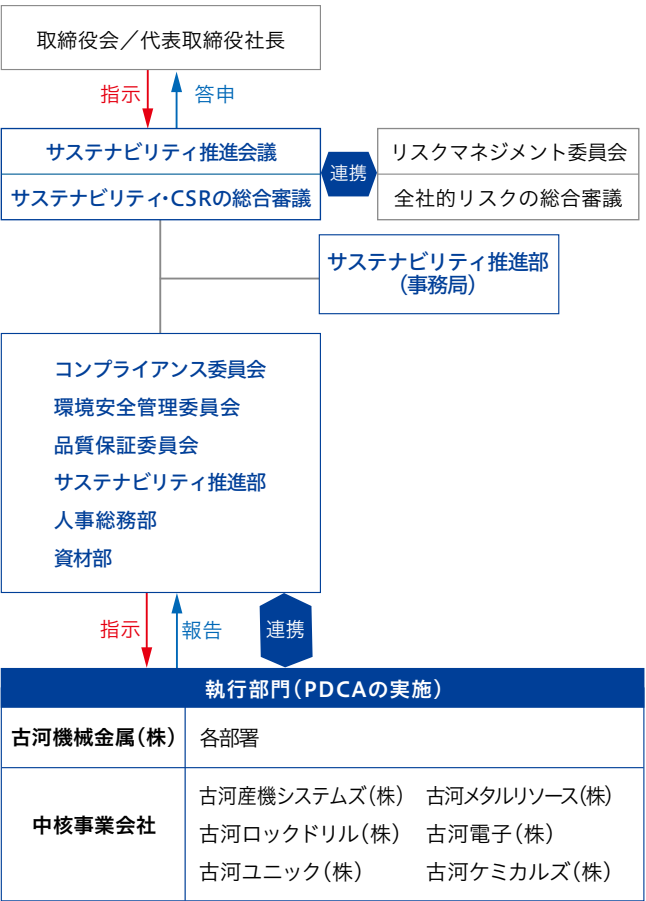 取締役会／代表取締役社長
指示
答申
サステナビリティ推進会議
サステナビリティ・CSRの総合審議
連携
リスクマネジメント委員会
全社的リスクの総合審議
サステナビリティ推進部
（事務局）
コンプライアンス委員会
環境安全管理委員会
品質保証委員会
サステナビリティ推進部
人事総務部
資材部
指示
報告
連携
執行部門（PDCAの実施）
古河機械金属（株）
各部署
中核事業会社
古河産機システムズ（株） 古河メタルリソース（株）
古河ロックドリル（株） 古河電子（株）
古河ユニック（株） 古河ケミカルズ（株）